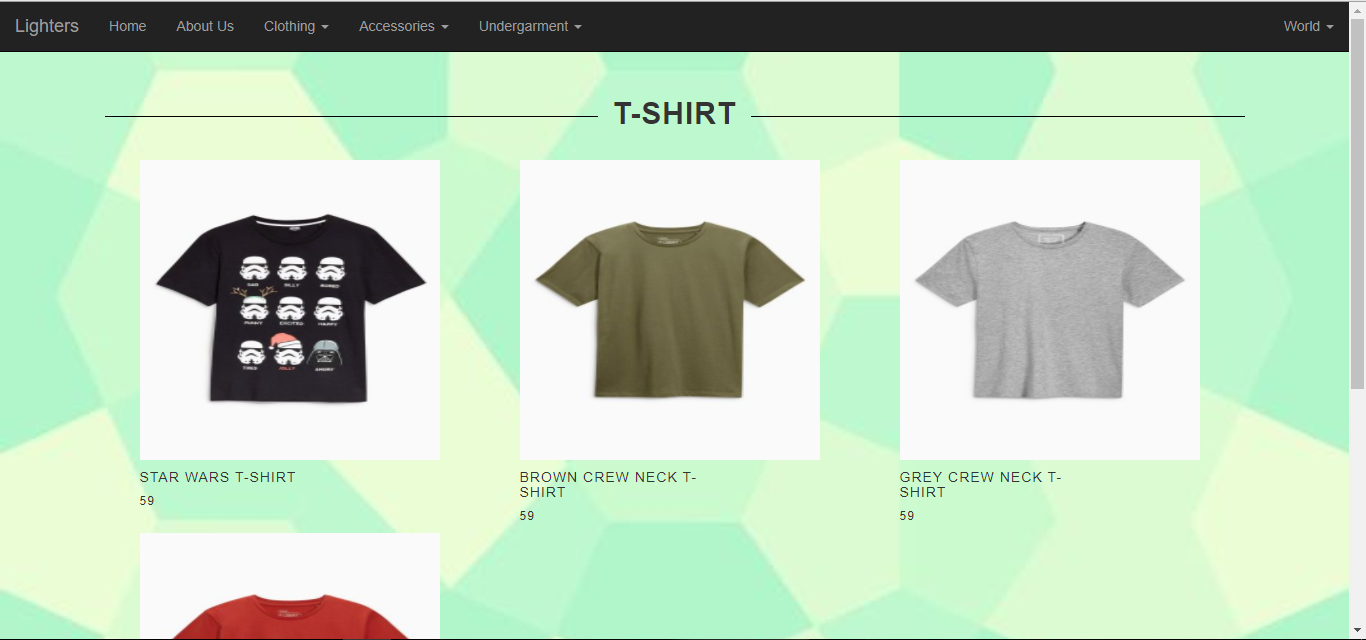 Lighters Home About Us Clothing Accessories Undergarment World
T-SHIRT
SAD SILLY BORED
FUNNY EXCITED HAPPY
TIRED JOLLY ANGRY
STAR WARS T-SHIRT
59
BROWN CREW NECK T-
SHIRT
59
GREY CREW NECK T-
SHIRT
59